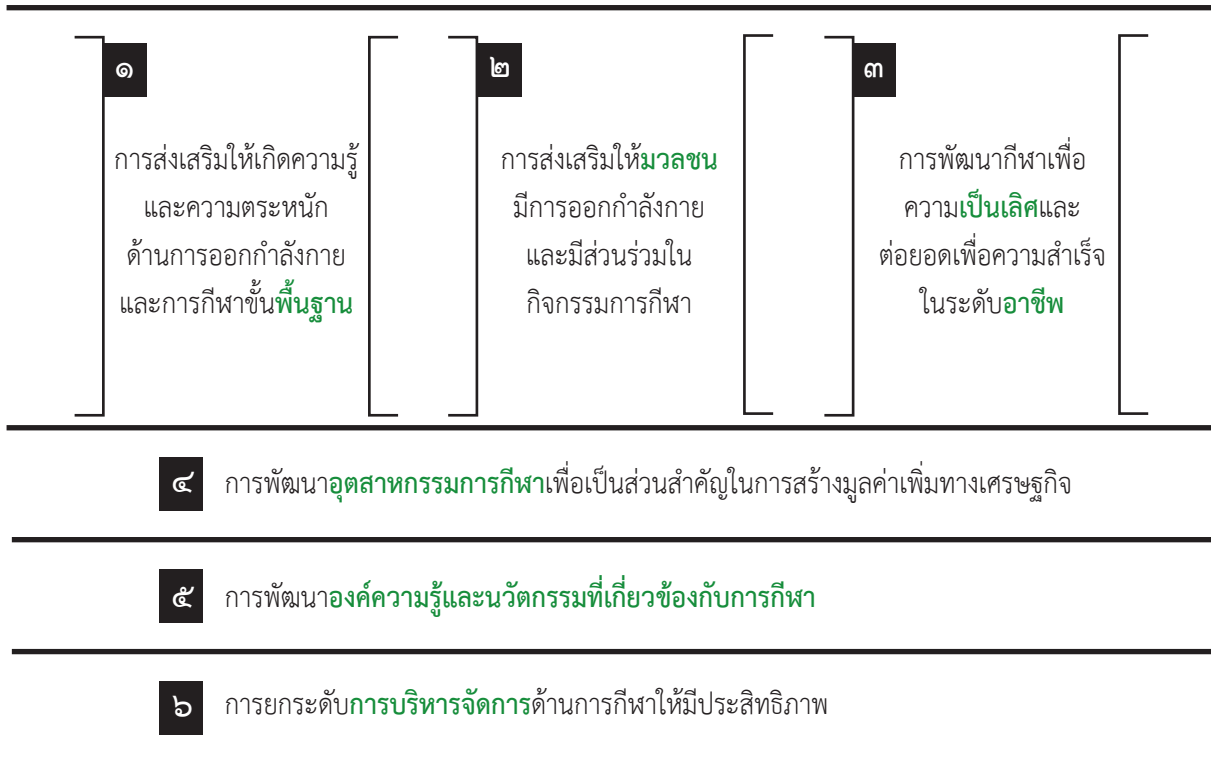 ๑
การส่งเสริมให้เกิดความรู้
และความตระหนัก
ด้านการออกกำลังกาย
และการกีฬาขั้นพื้นฐาน
๒
การส่งเสริมให้มวลชน
มีการออกกำลังกาย
และมีส่วนร่วมใน
กิจกรรมการกีฬา
๓
การพัฒนากีฬาเพื่อ
ความเป็นเลิศและ
ต่อยอดเพื่อความสำเร็จ
ในระดับอาชีพ
๔ การพัฒนาอุตสาหกรรมการกีฬาเพื่อเป็นส่วนสำคัญในการสร้างมูลค่าเพิ่มทางเศรษฐกิจ
๕ การพัฒนาองค์ความรู้และนวัตกรรมที่เกี่ยวข้องกับการกีฬา
๖ การยกระดับการบริหารจัดการด้านการกีฬาให้มีประสิทธิภาพ